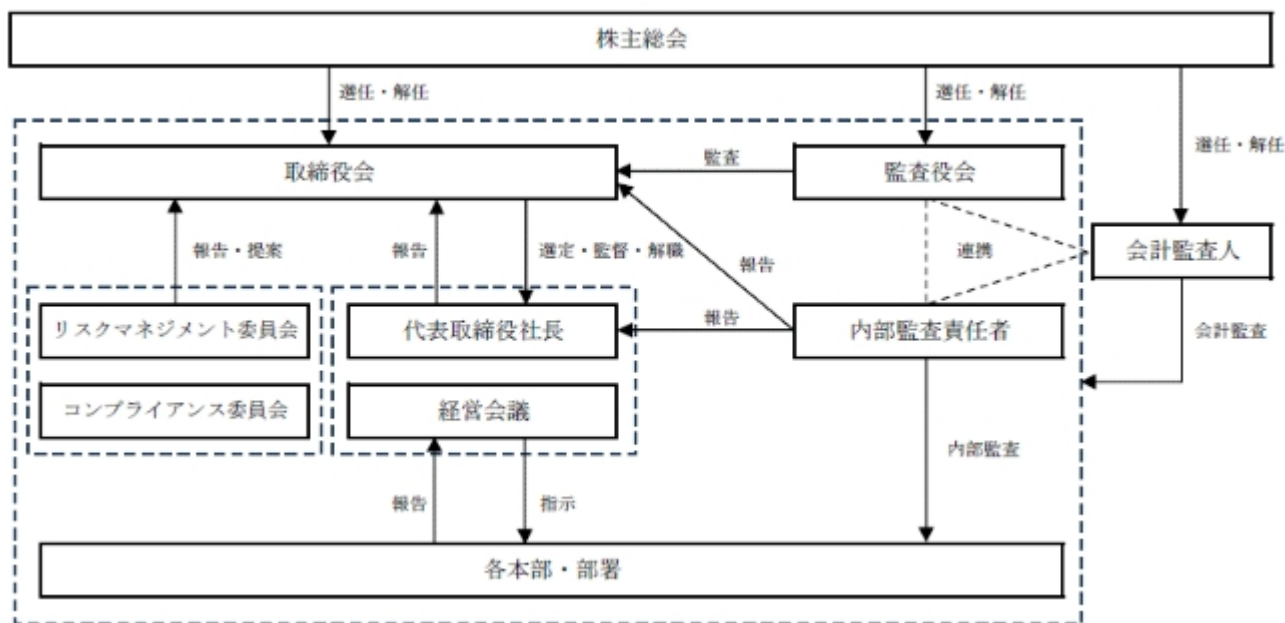 株主総会
選任・解任
選任・解任
選任・解任
取締役会
監査
監査役会
報告・提案
報告
選定・監督・解職
報告
連携
会計監査人
リスクマネジメント委員会
代表取締役社長
報告
内部監査責任者
会計監査
コンプライアンス委員会
経営会議
内部監査
報告
指示
各本部・部署